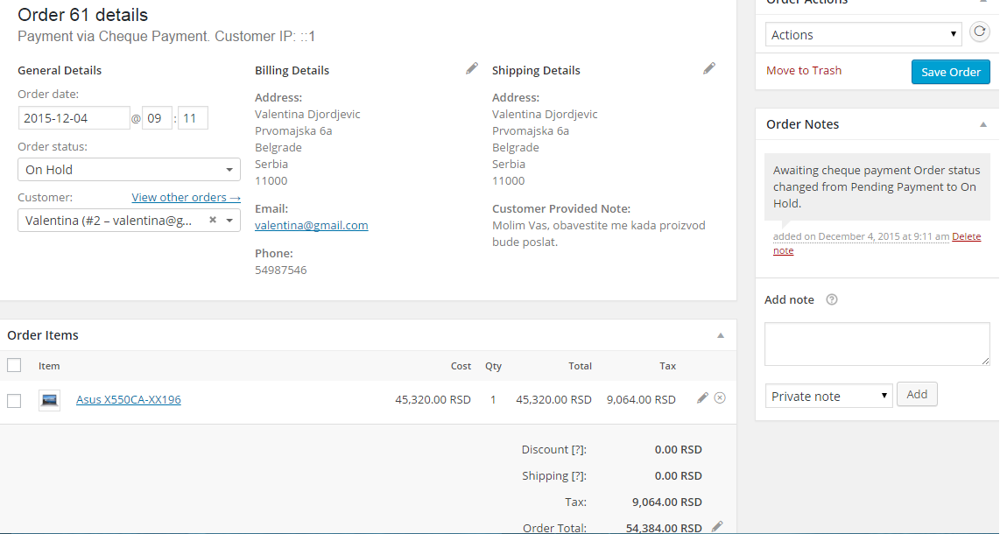 Order 61 details
Payment via Cheque Payment. Customer IP: ::1
General Details
Order date:
2015-12-04 @ 09 : 11
Order status:
On Hold
Customer: View other orders →
Valentina (#2 – valentina@g... ×
Billing Details
Address:
Valentina Djordjevic
Prvomajska 6a
Belgrade
Serbia
11000
Email:
valentina@gmail.com
Phone:
54987546
Shipping Details
Address:
Valentina Djordjevic
Prvomajska 6a
Belgrade
Serbia
11000
Customer Provided Note:
Molim Vas, obavestite me kada proizvod
bude poslat.
Order Items
Item Cost Qty Total Tax
Asus X550CA-XX196 45,320.00 RSD 1 45,320.00 RSD 9,064.00 RSD
Discount [?]: 0.00 RSD
Shipping [?]: 0.00 RSD
Tax: 9,064.00 RSD
Order Total: 54,384.00 RSD
Order Actions
Actions
Move to Trash Save Order
Order Notes
Awaiting cheque payment Order status
changed from Pending Payment to On
Hold.
added on December 4, 2015 at 9:11 am Delete
note
Add note ?
Private note Add